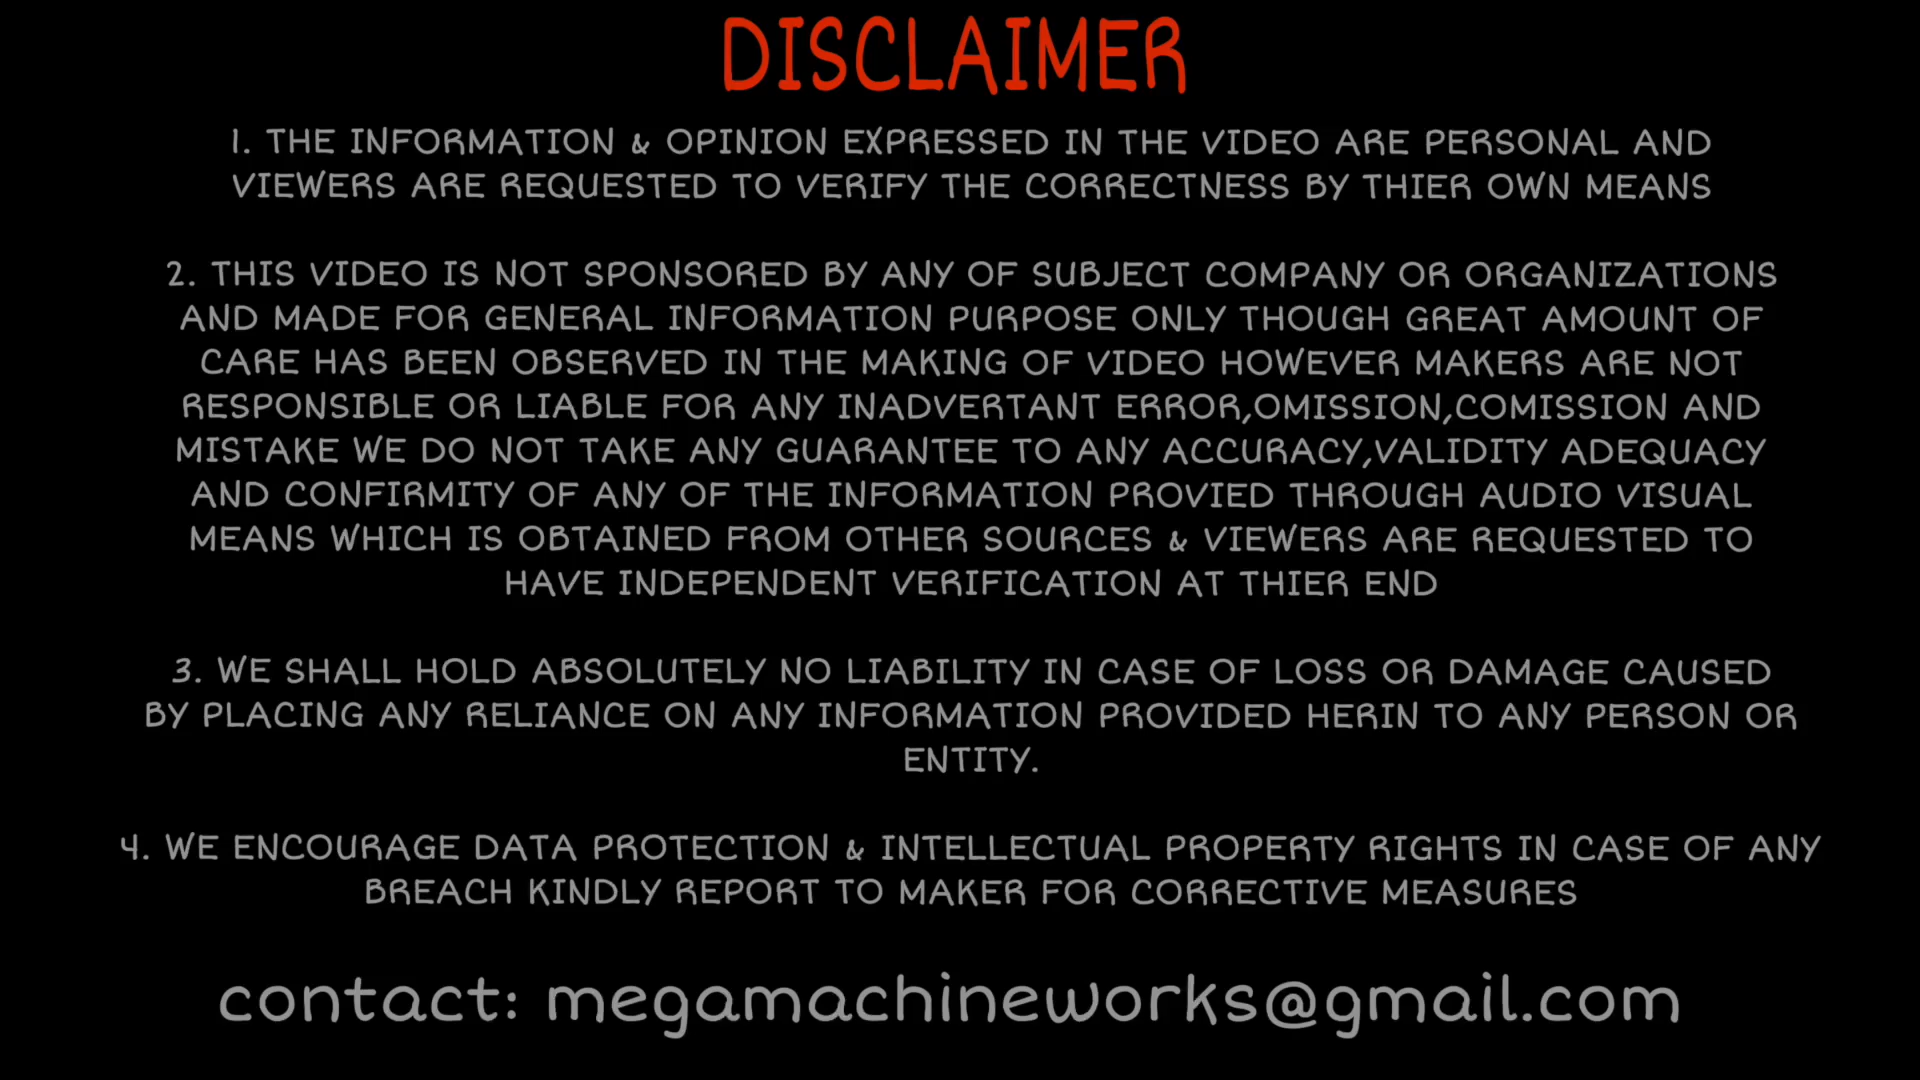 DISCLAIMER
1. THE INFORMATION & OPINION EXPRESSED IN THE VIDEO ARE PERSONAL AND
VIEWERS ARE REQUESTED TO VERIFY THE CORRECTNESS BY THIER OWN MEANS
2. THIS VIDEO IS NOT SPONSORED BY ANY OF SUBJECT COMPANY OR ORGANIZATIONS
AND MADE FOR GENERAL INFORMATION PURPOSE ONLY THOUGH GREAT AMOUNT OF
CARE HAS BEEN OBSERVED IN THE MAKING OF VIDEO HOWEVER MAKERS ARE NOT
RESPONSIBLE OR LIABLE FOR ANY INADVERTANT ERROR,OMISSION,COMISSION AND
MISTAKE WE DO NOT TAKE ANY GUARANTEE TO ANY ACCURACY,VALIDITY ADEQUACY
AND CONFIRMITY OF ANY OF THE INFORMATION PROVIED THROUGH AUDIO VISUAL
MEANS WHICH IS OBTAINED FROM OTHER SOURCES & VIEWERS ARE REQUESTED TO
HAVE INDEPENDENT VERIFICATION AT THIER END
3. WE SHALL HOLD ABSOLUTELY NO LIABILITY IN CASE OF LOSS OR DAMAGE CAUSED
BY PLACING ANY RELIANCE ON ANY INFORMATION PROVIDED HERIN TO ANY PERSON OR
ENTITY.
4. WE ENCOURAGE DATA PROTECTION & INTELLECTUAL PROPERTY RIGHTS IN CASE OF ANY
BREACH KINDLY REPORT TO MAKER FOR CORRECTIVE MEASURES
contact: megamachineworks@gmail.com